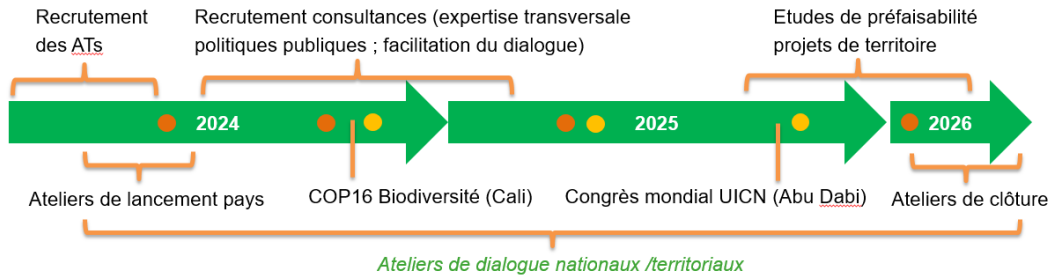 Recrutement
des ATs
Recrutement consultances (expertise transversale
politiques publiques ; facilitation du dialogue)
Etudes de préfaisabilité
projets de territoire
2024
2025
2026
Ateliers de lancement pays
COP16 Biodiversité (Cali)
Congrès mondial UICN (Abu Dabi)
Ateliers de clôture
Ateliers de dialogue nationaux /territoriaux